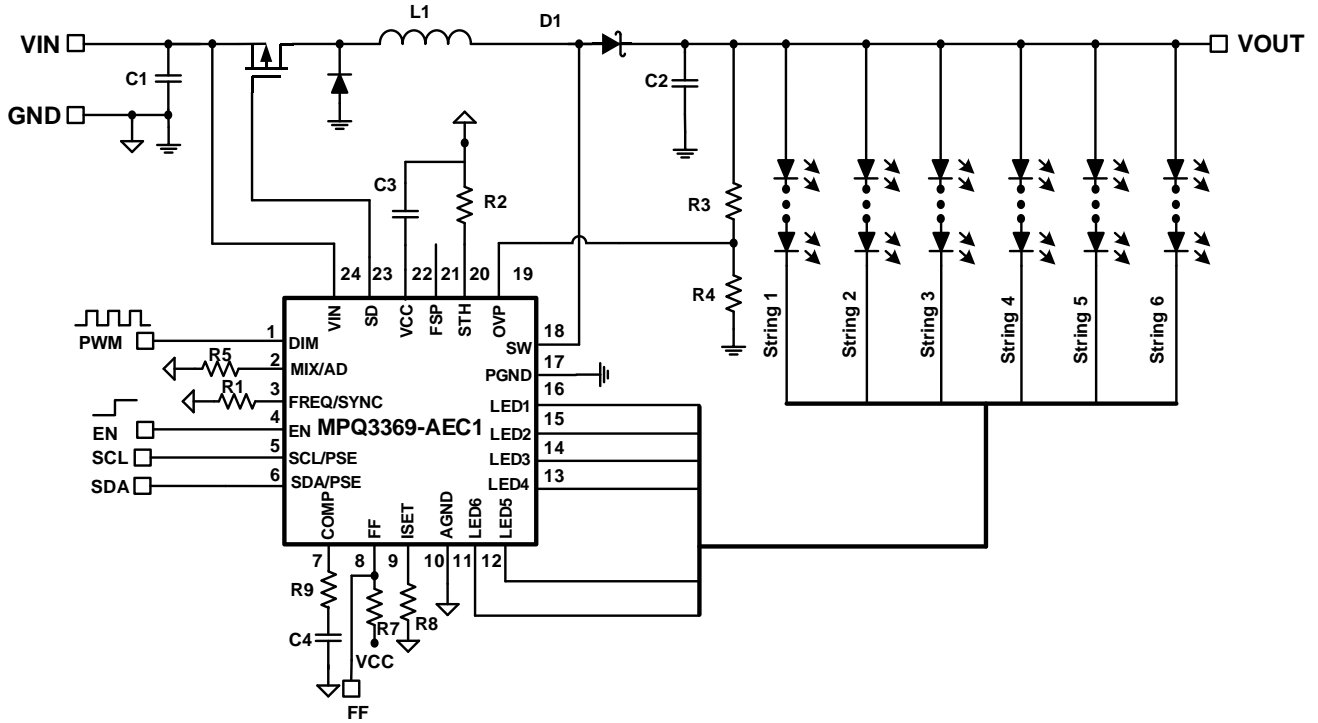 L1
D1
VIN
VOUT
C1
C2
GND
C3
R2
R3
R4
24 23 22 21 20 19
VIN
SD
VCC
FSP
STH
OVP
String 1
String 2
String 3
String 4
String 5
String 6
PWM
1
DIM
18
SW
R5
2
MIX/AD
17
PGND
R1
3
FREQ/SYNC
16
LED1
EN
4
EN
MPQ3369-AEC1
15
LED2
SCL
5
SCL/PSE
14
LED3
SDA
6
SDA/PSE
13
LED4
COMP
FF
ISET
AGND
LED6
LED5
7 8 9 10 11 12
R9
R7
R8
C4
VCC
FF